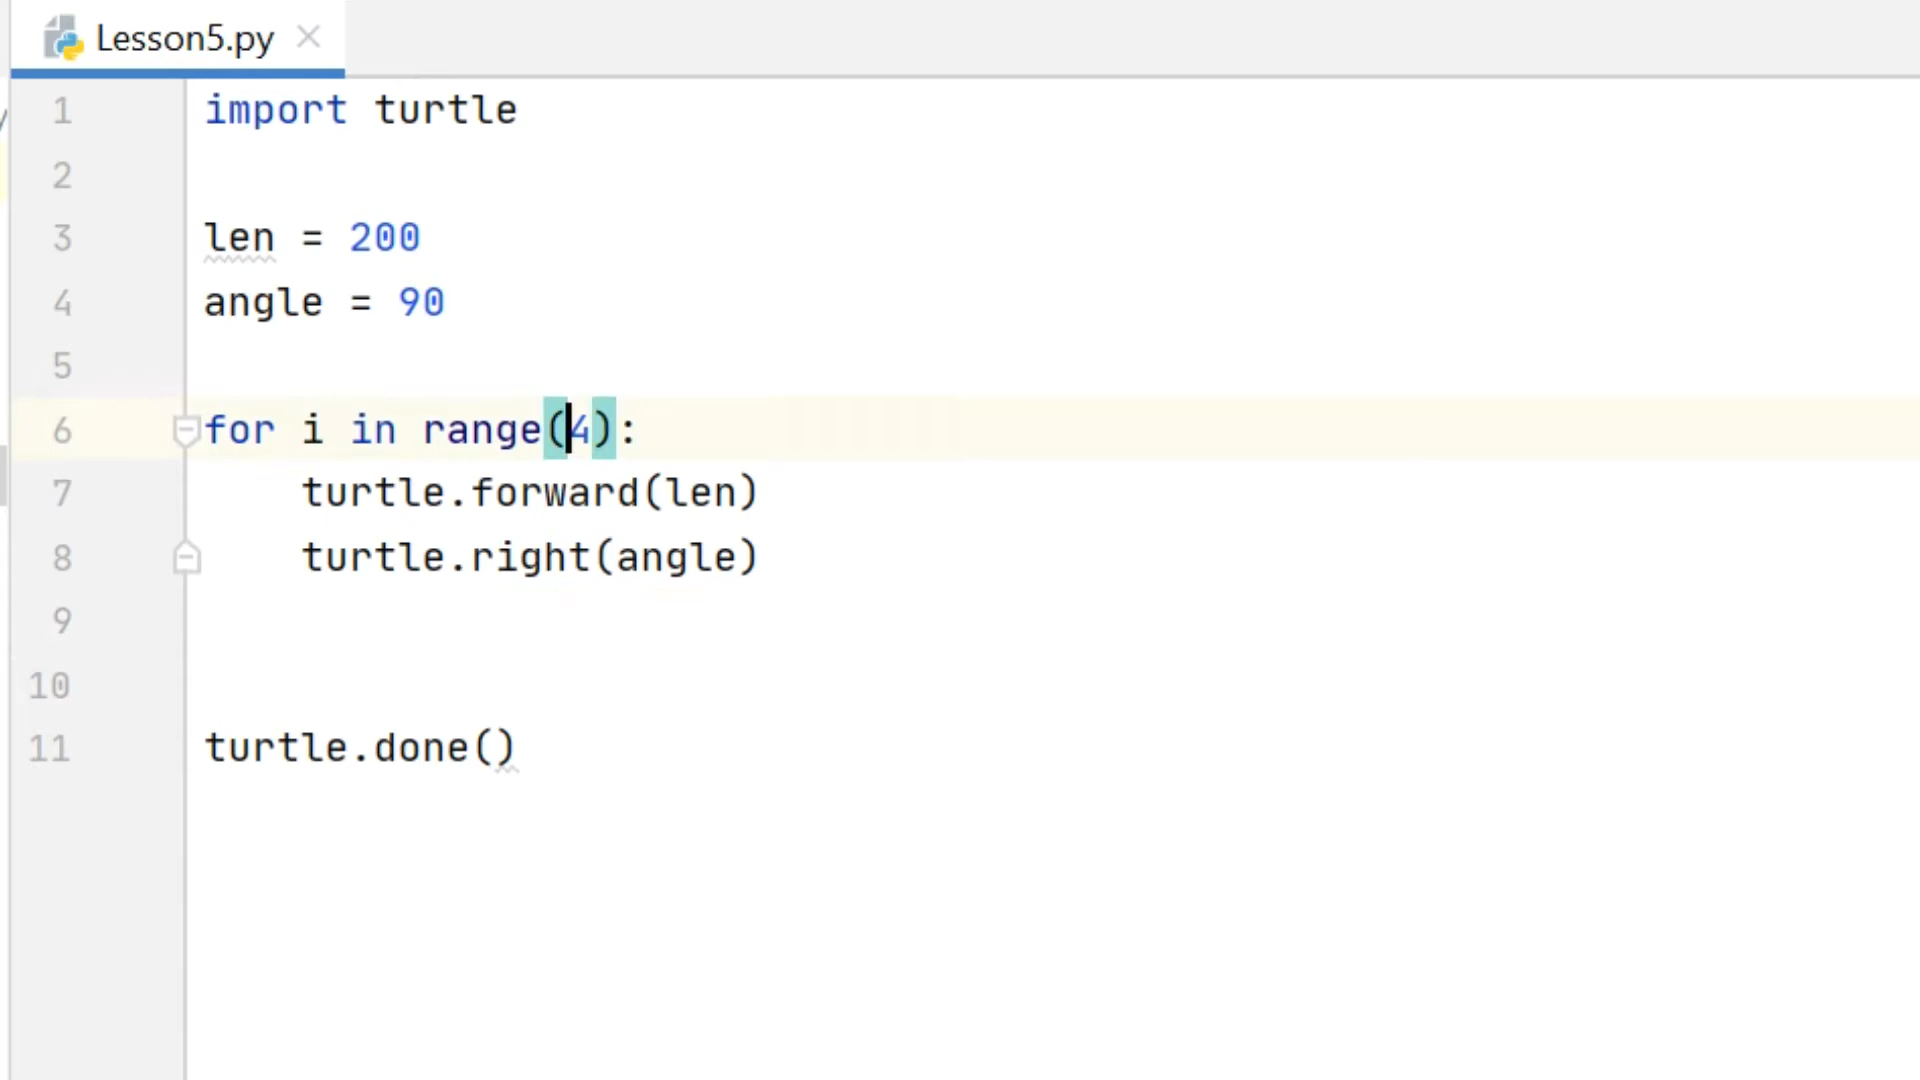 Lesson5.py
1 import turtle
2
3 len = 200
4 angle = 90
5
6 for i in range(4):
7     turtle.forward(len)
8     turtle.right(angle)
9
10
11 turtle.done()